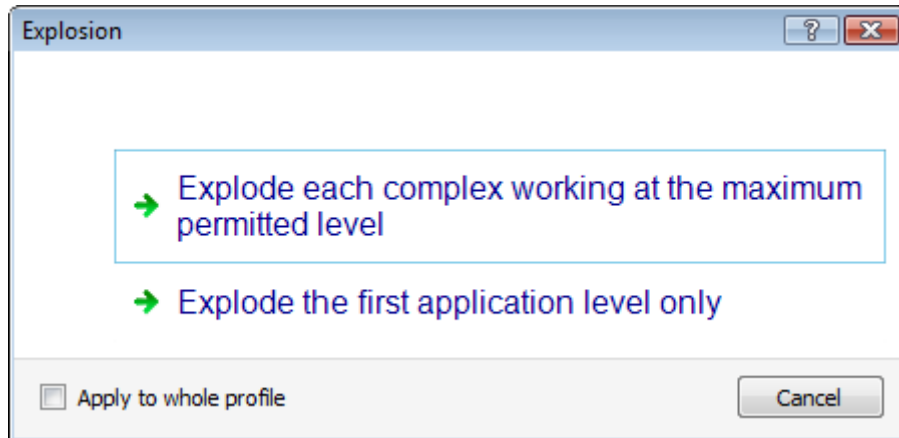 Explosion
?
Explode each complex working at the maximum
permitted level
Explode the first application level only
Apply to whole profile
Cancel